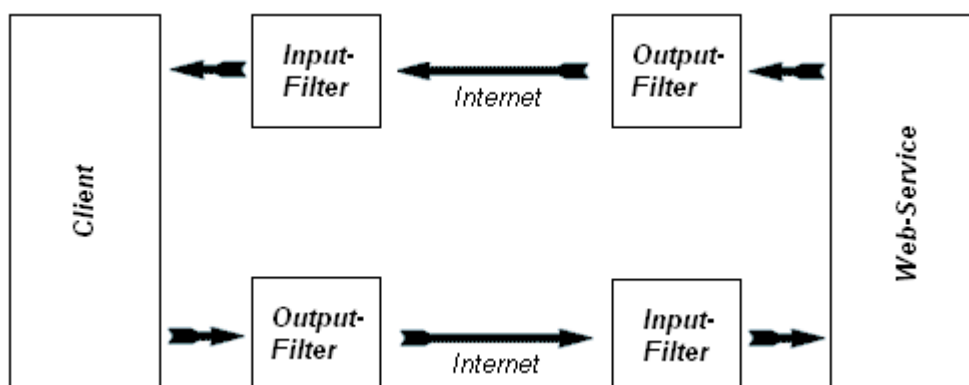 Input-
Filter
Output-
Filter
Internet
Client
Web-Service
Output-
Filter
Input-
Filter
Internet